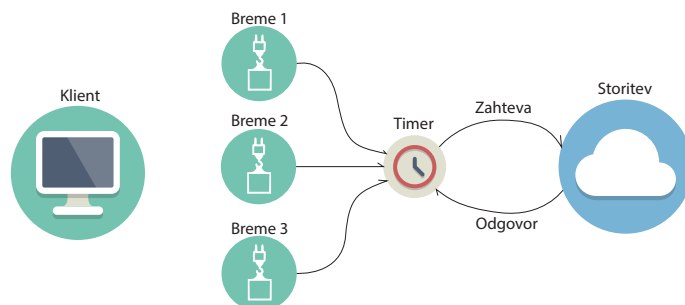 Breme 1
Klient
Breme 2
Breme 3
Timer
Zahteva
Odgovor
Storitev